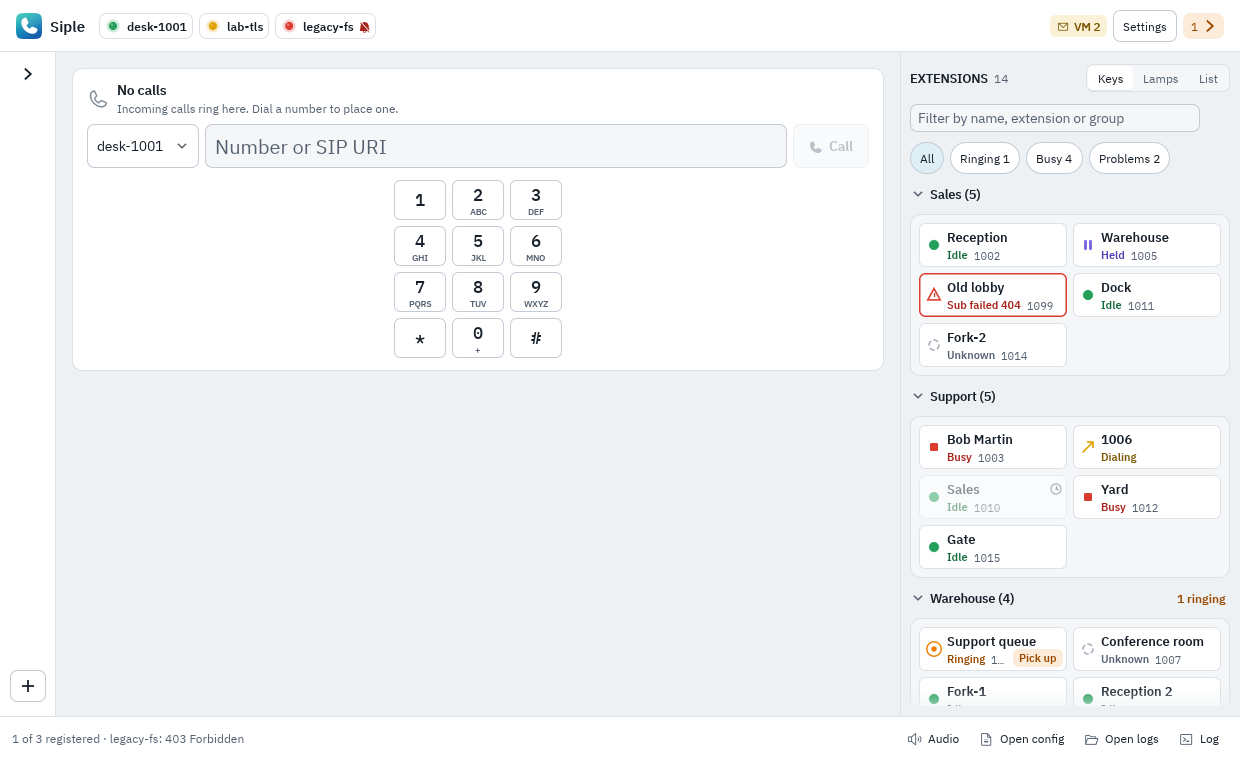 Siple desk-1001 lab-tls legacy-fs VM 2 Settings 1
No calls
Incoming calls ring here. Dial a number to place one.
desk-1001 Number or SIP URI Call
1 2 ABC 3 DEF
4 GHI 5 JKL 6 MNO
7 PQRS 8 TUV 9 WXYZ
* 0 + #
EXTENSIONS 14 Keys Lamps List
Filter by name, extension or group
All Ringing 1 Busy 4 Problems 2
Sales (5)
Reception Warehouse
Idle 1002 Held 1005
Old lobby Dock
Sub failed 404 1099 Idle 1011
Fork-2
Unknown 1014
Support (5)
Bob Martin 1006
Busy 1003 Dialing
Sales Yard
Idle 1010 Busy 1012
Gate
Idle 1015
Warehouse (4) 1 ringing
Support queue Conference room
Ringing 1… Pick up Unknown 1007
Fork-1 Reception 2
1 of 3 registered · legacy-fs: 403 Forbidden Audio Open config Open logs Log